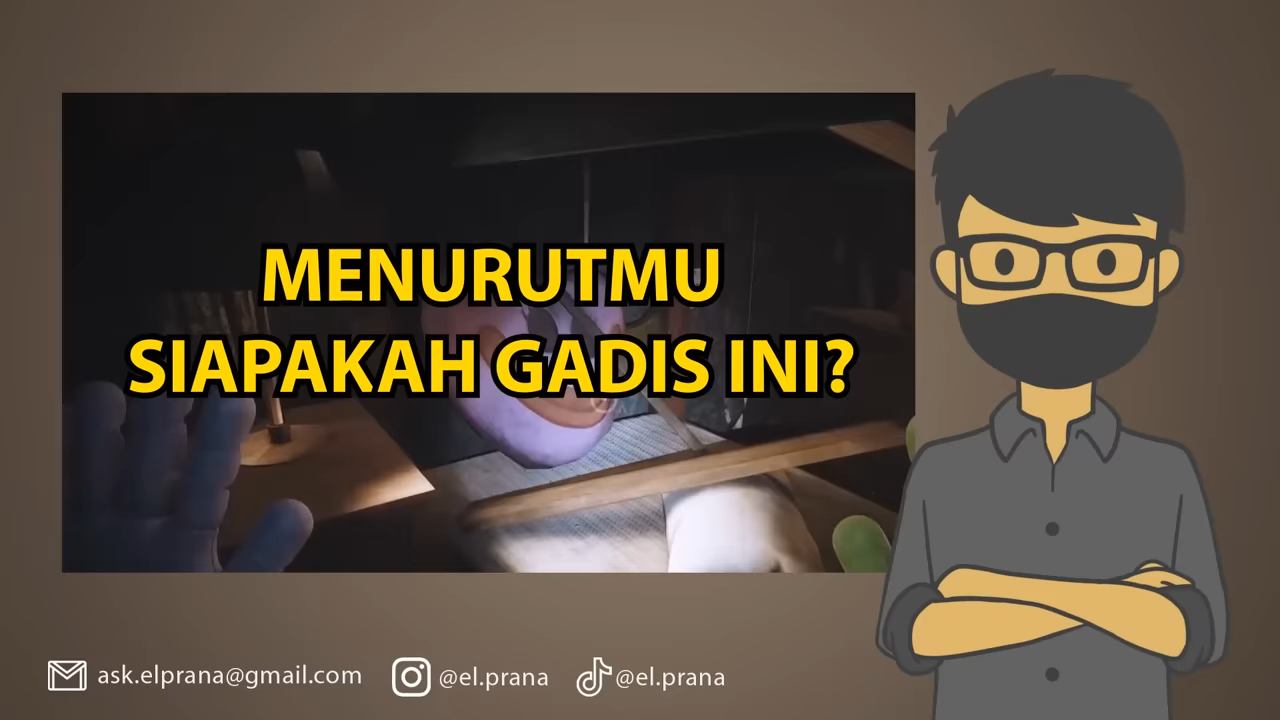 MENURUTMU
SIAPAKAH GADIS INI?
ask.elprana@gmail.com
@el.prana
@el.prana